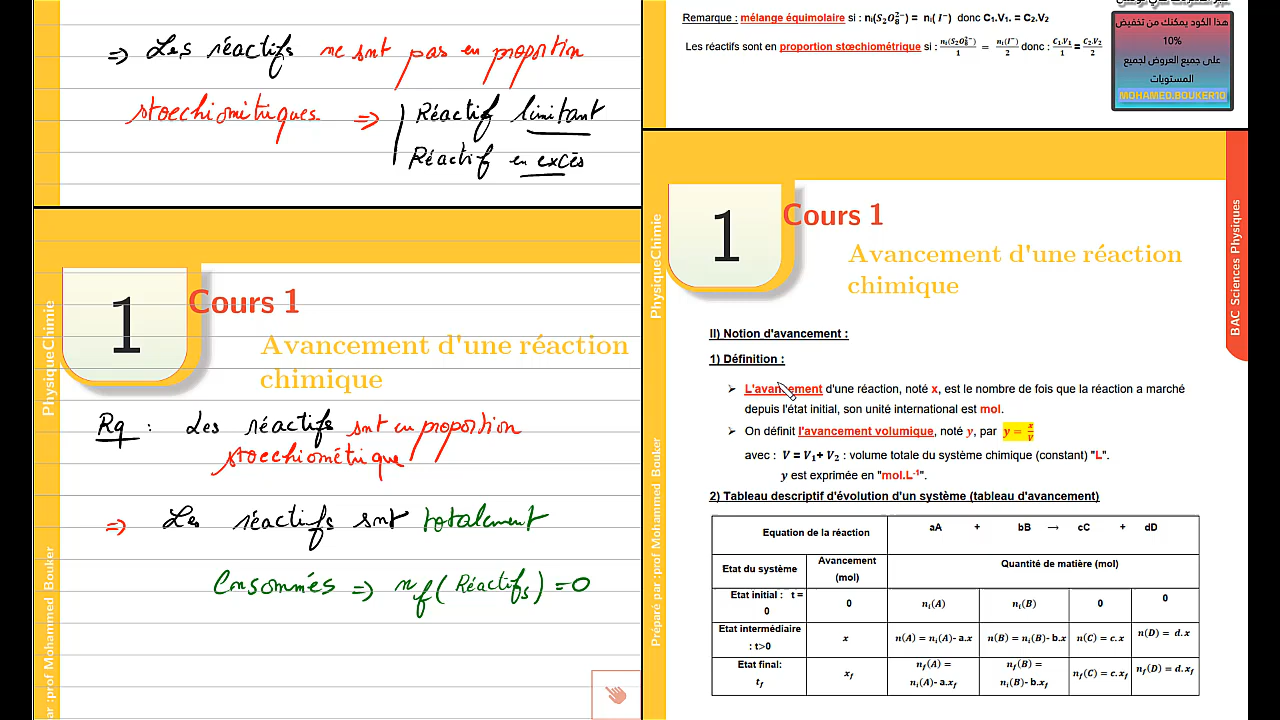 ⇒ Les réactifs ne sont pas en proportion
stoechiométriques ⇒ Réactif limitant
Réactif en excès
PhysiqueChimie
1
Cours 1
Avancement d'une réaction
chimique
Rq : Les réactifs sont en proportion
stoechiométrique
⇒ Les réactifs sont totalement
Consommés ⇒ nf(Réactifs) = 0
par :prof Mohammed Bouker
Remarque : mélange équimolaire si : nᵢ(S₂O₈²⁻) = nᵢ(I⁻) donc C₁.V₁. = C₂.V₂
Les réactifs sont en proportion stœchiométrique si : nᵢ(S₂O₈²⁻)/1 = nᵢ(I⁻)/2 donc : C₁.V₁/1 = C₂.V₂/2
هذا الكود يمكنك من تخفيض
10%
على جميع العروض لجميع
المستويات
MOHAMED.BOUKER10
PhysiqueChimie
1
Cours 1
Avancement d'une réaction
chimique
BAC Sciences Physiques
II) Notion d'avancement :
1) Définition :
➢ L'avancement d'une réaction, noté x, est le nombre de fois que la réaction a marché
depuis l'état initial, son unité international est mol.
➢ On définit l'avancement volumique, noté y, par y = x/V
avec : V = V₁+ V₂ : volume totale du système chimique (constant) "L".
y est exprimée en "mol.L⁻¹".
2) Tableau descriptif d'évolution d'un système (tableau d'avancement)
Equation de la réaction aA + bB → cC + dD
Etat du système Avancement (mol) Quantité de matière (mol)
Etat initial : t = 0 0 nᵢ(A) nᵢ(B) 0 0
Etat intermédiaire : t>0 x n(A) = nᵢ(A)- a.x n(B) = nᵢ(B)- b.x n(C) = c.x n(D) = d.x
Etat final: tf xf nf(A) = nᵢ(A)- a.xf nf(B) = nᵢ(B)- b.xf nf(C) = c.xf nf(D) = d.xf
Préparé par :prof Mohammed Bouker